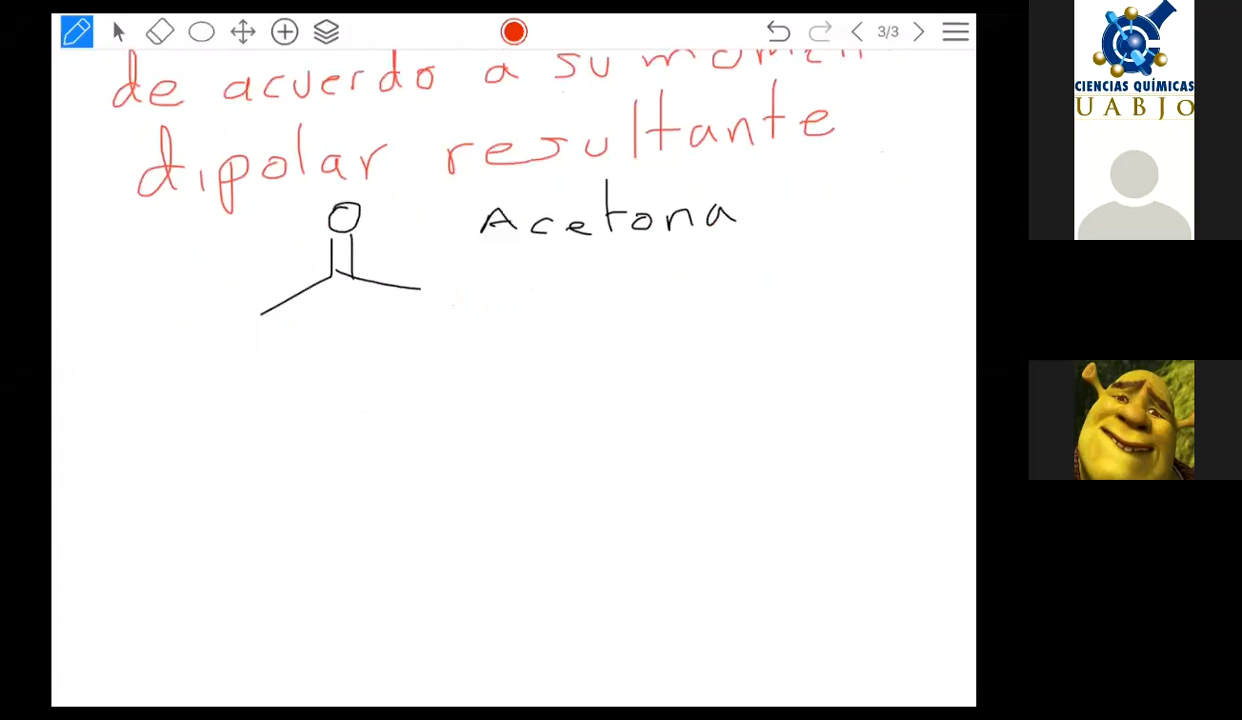 de acuerdo a su
dipolar resultante
O
Acetona
3/3
CIENCIAS QUÍMICAS
UABJO